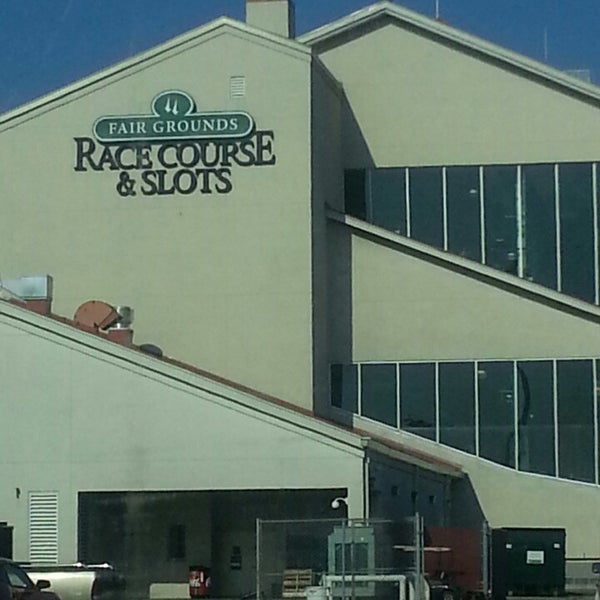 FAIR GROUNDS
RACE COURSE
& SLOTS